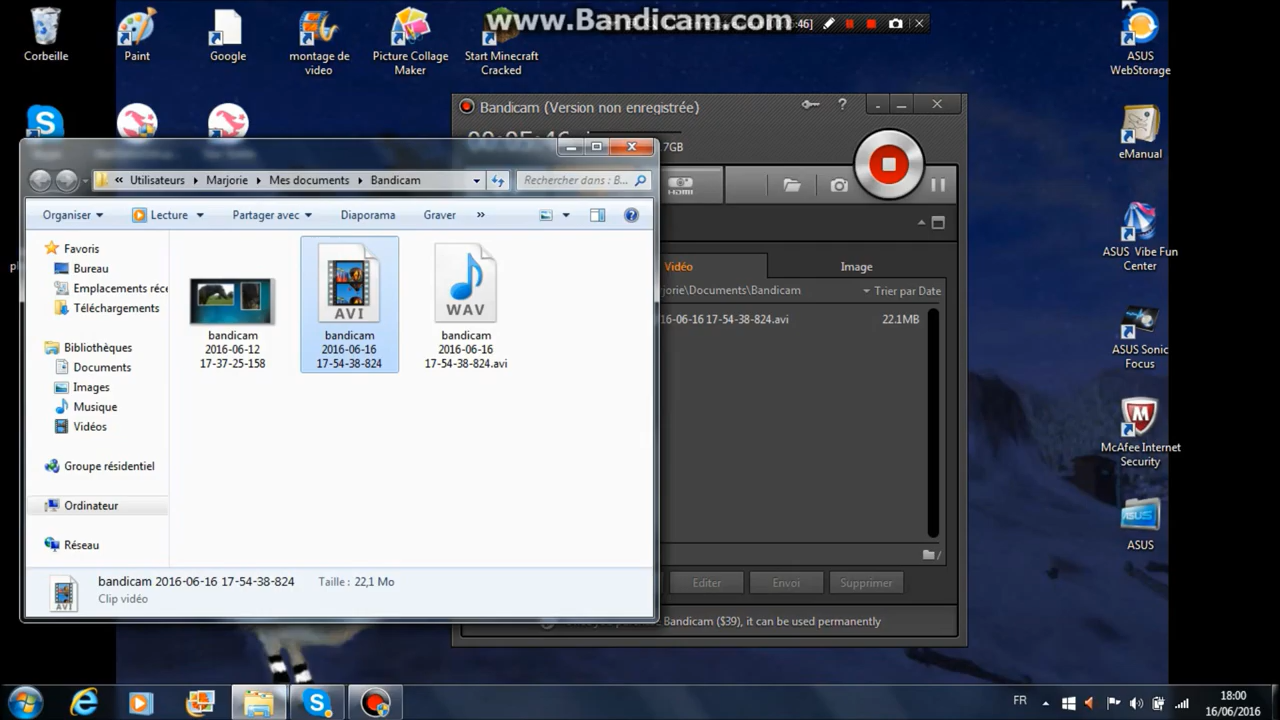 www.Bandicam.com
:46]
Corbeille
Paint
Google
montage de
video
Picture Collage
Maker
Start Minecraft
Cracked
ASUS
WebStorage
Bandicam (Version non enregistrée)
7GB
Utilisateurs
Marjorie
Mes documents
Bandicam
Rechercher dans : B...
HDMI
eManual
Organiser
Lecture
Partager avec
Diaporama
Graver
»
Favoris
Bureau
Emplacements réce
Téléchargements
Bibliothèques
Documents
Images
Musique
Vidéos
Groupe résidentiel
Ordinateur
Réseau
AVI
WAV
bandicam
2016-06-12
17-37-25-158
bandicam
2016-06-16
17-54-38-824
bandicam
2016-06-16
17-54-38-824.avi
bandicam 2016-06-16 17-54-38-824
Taille : 22,1 Mo
AVI
Clip vidéo
Vidéo
Image
rjorie\Documents\Bandicam
Trier par Date
16-06-16 17-54-38-824.avi
22.1MB
Editer
Envoi
Supprimer
Bandicam ($39), it can be used permanently
ASUS Vibe Fun
Center
ASUS Sonic
Focus
McAfee Internet
Security
ASUS
ASUS
FR
18:00
16/06/2016